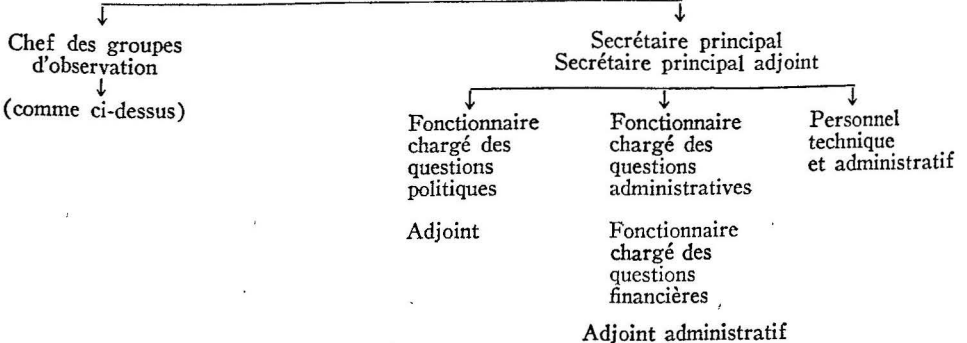 Chef des groupes
d'observation
(comme ci-dessus)
Secrétaire principal
Secrétaire principal adjoint
Fonctionnaire
chargé des
questions
politiques
Adjoint
Fonctionnaire
chargé des
questions
administratives
Fonctionnaire
chargé des
questions
financières
Adjoint administratif
Personnel
technique
et administratif